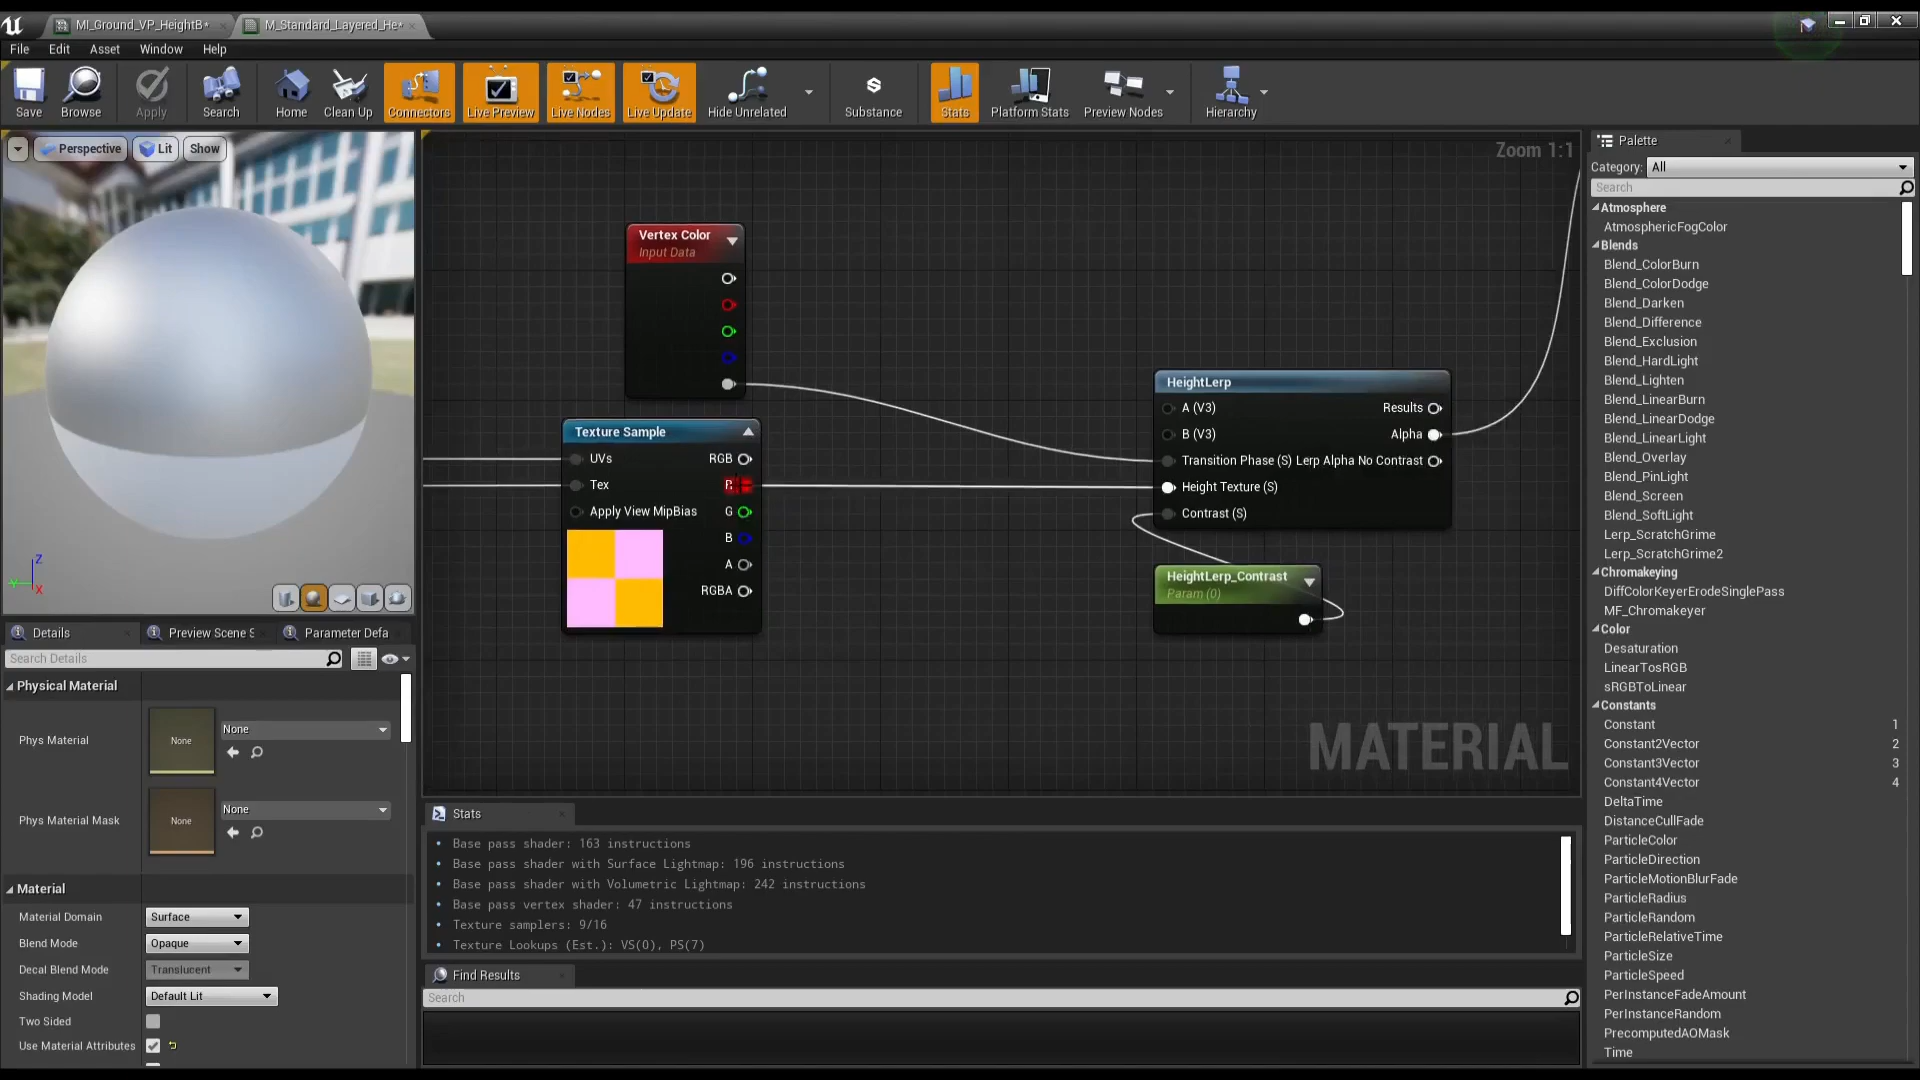 MI_Ground_VP_HeightB*
M_Standard_Layered_He*
File Edit Asset Window Help
Save Browse Apply Search Home Clean Up Connectors Live Preview Live Nodes Live Update Hide Unrelated Substance Stats Platform Stats Preview Nodes Hierarchy
Perspective Lit Show
Zoom 1:1
Vertex Color
Input Data
Texture Sample
UVs RGB
Tex R
Apply View MipBias G
B
A
RGBA
HeightLerp
A (V3) Results
B (V3) Alpha
Transition Phase (S) Lerp Alpha No Contrast
Height Texture (S)
Contrast (S)
HeightLerp_Contrast
Param (0)
MATERIAL
Z
Y
X
Details Preview Scene S Parameter Defa
Search Details
Physical Material
Phys Material None None
Phys Material Mask None None
Material
Material Domain Surface
Blend Mode Opaque
Decal Blend Mode Translucent
Shading Model Default Lit
Two Sided
Use Material Attributes
Stats
Base pass shader: 163 instructions
Base pass shader with Surface Lightmap: 196 instructions
Base pass shader with Volumetric Lightmap: 242 instructions
Base pass vertex shader: 47 instructions
Texture samplers: 9/16
Texture Lookups (Est.): VS(0), PS(7)
Find Results
Search
Palette
Category: All
Search
Atmosphere
AtmosphericFogColor
Blends
Blend_ColorBurn
Blend_ColorDodge
Blend_Darken
Blend_Difference
Blend_Exclusion
Blend_HardLight
Blend_Lighten
Blend_LinearBurn
Blend_LinearDodge
Blend_LinearLight
Blend_Overlay
Blend_PinLight
Blend_Screen
Blend_SoftLight
Lerp_ScratchGrime
Lerp_ScratchGrime2
Chromakeying
DiffColorKeyerErodeSinglePass
MF_Chromakeyer
Color
Desaturation
LinearTosRGB
sRGBToLinear
Constants
Constant 1
Constant2Vector 2
Constant3Vector 3
Constant4Vector 4
DeltaTime
DistanceCullFade
ParticleColor
ParticleDirection
ParticleMotionBlurFade
ParticleRadius
ParticleRandom
ParticleRelativeTime
ParticleSize
ParticleSpeed
PerInstanceFadeAmount
PerInstanceRandom
PrecomputedAOMask
Time